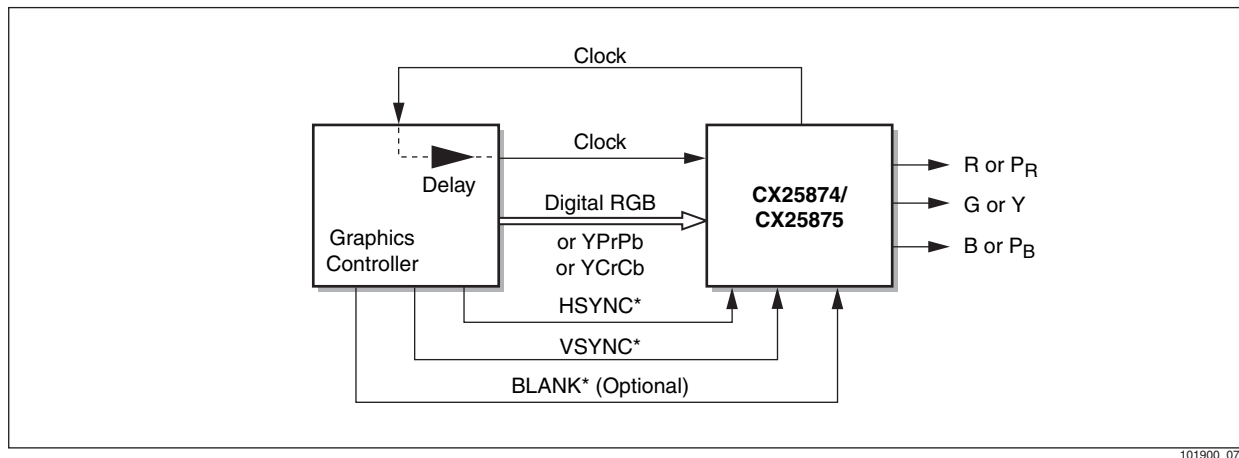 Clock
Clock
Delay
Digital RGB
or YPrPb
or YCrCb
Graphics
Controller
CX25874/
CX25875
R or PR
G or Y
B or PB
HSYNC*
VSYNC*
BLANK* (Optional)
101900_07